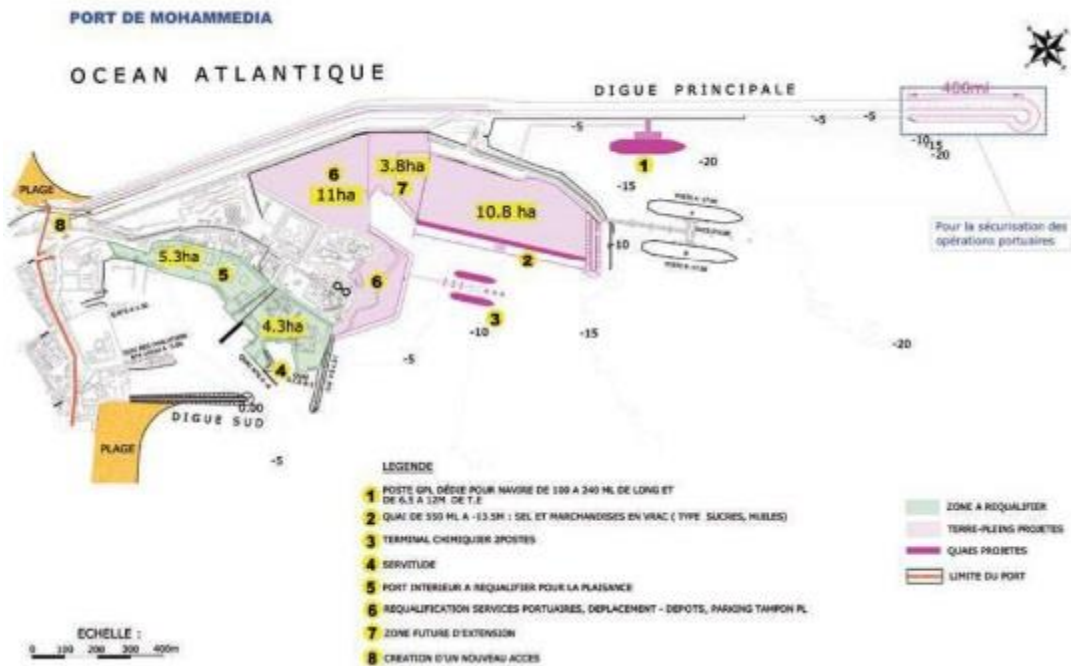 PORT DE MOHAMMEDIA
OCEAN ATLANTIQUE
DIGUE PRINCIPALE
400ml
-5
-5
-5
-10
-15
-20
1
-20
-15
PLAGE
6
11ha
3.8ha
7
10.8 ha
8
Pour la sécurisation des
opérations portuaires
-10
5.3ha
5
6
2
3
4.3ha
-10
-15
-5
-20
4
0.00
DIGUE SUD
PLAGE
-5
LEGENDE
1 POSTE GPL DÉDIE POUR NAVIRE DE 100 A 240 ML DE LONG ET
DE 6.5 A 12M DE T.E
2 QUAI DE 550 ML A -13.5M : SEL ET MARCHANDISES EN VRAC ( TYPE SUCRES, HUILES)
3 TERMINAL CHIMIQUIER 2POSTES
4 SERVITUDE
5 PORT INTERIEUR A REQUALIFIER POUR LA PLAISANCE
6 REQUALIFICATION SERVICES PORTUAIRES, DEPLACEMENT - DEPOTS, PARKING TAMPON PL
7 ZONE FUTURE D'EXTENSION
8 CREATION D'UN NOUVEAU ACCES
ZONE A REQUALIFIER
TERRE-PLEINS PROJETES
QUAIS PROJETES
LIMITE DU PORT
ECHELLE :
0 100 200 300 400m